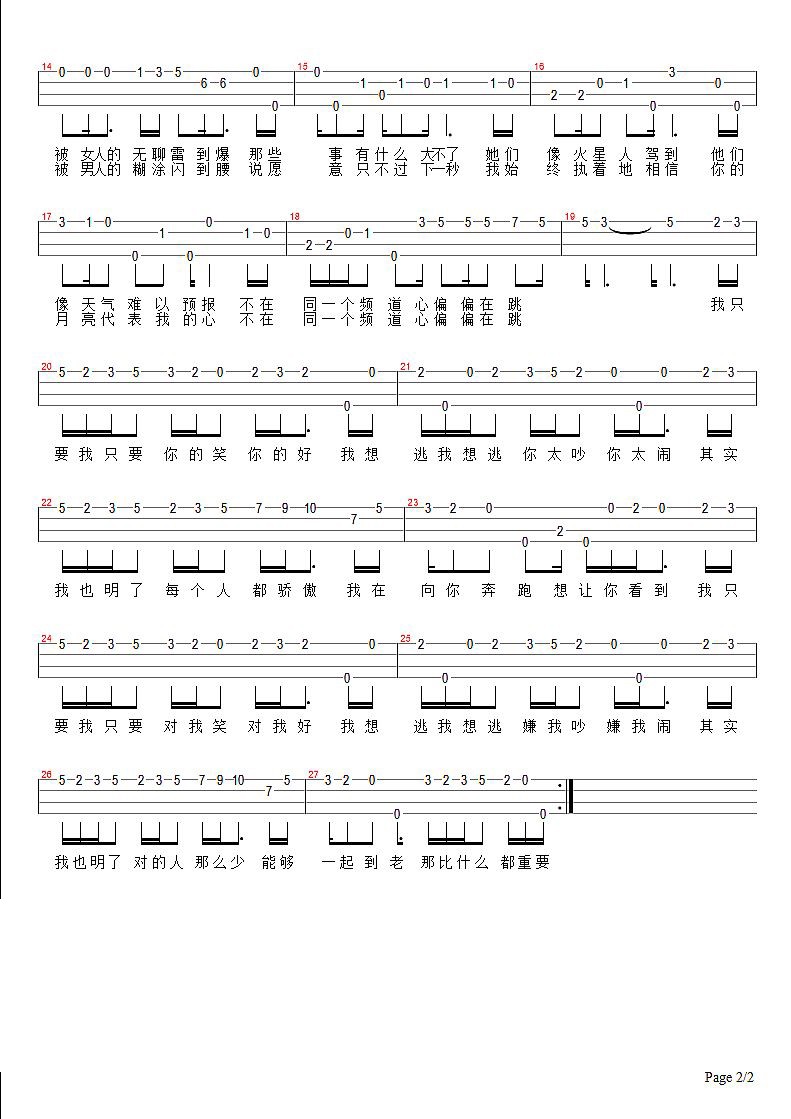 14 0 0 0 1 3 5 6 6 0 0 15 0 0 1 0 1 0 1 1 0 16 2 2 0 1 0 3 0 0
被 女人的 无聊雷 到爆 那些 事 有什么 大不了 她们 像 火星 人 驾到 他们
被 男人的 糊涂闪 到腰 说愿 意 只不过 下一秒 我始 终 执着 地 相信 你的
17 3 1 0 0 1 0 0 1 0 18 2 2 0 1 0 3 5 5 5 7 5 19 5 3 5 2 3
像 天气 难 以 预报 不在 同一个频 道心偏 偏在 跳 我只
月 亮代 表 我 的心 不在 同一个频 道心偏 偏在 跳
20 5 2 3 5 3 2 0 2 3 2 0 0 21 2 0 0 2 3 5 2 0 0 0 2 3
要我只要 你的笑 你的好 我想 逃我想逃 你太吵 你太闹 其实
22 5 2 3 5 2 3 5 7 9 10 7 5 23 3 2 0 0 2 0 0 2 0 2 3
我也明了 每个人 都骄傲 我在 向你 奔 跑 想让你看到 我只
24 5 2 3 5 3 2 0 2 3 2 0 0 25 2 0 0 2 3 5 2 0 0 0 2 3
要我只要 对我笑 对我好 我想 逃我想逃 嫌我吵 嫌我闹 其实
26 5 2 3 5 2 3 5 7 9 10 7 5 27 3 2 0 0 3 2 3 5 2 0 0
我也明了 对的人 那么少 能够 一起到 老 那比什么 都重要
Page 2/2